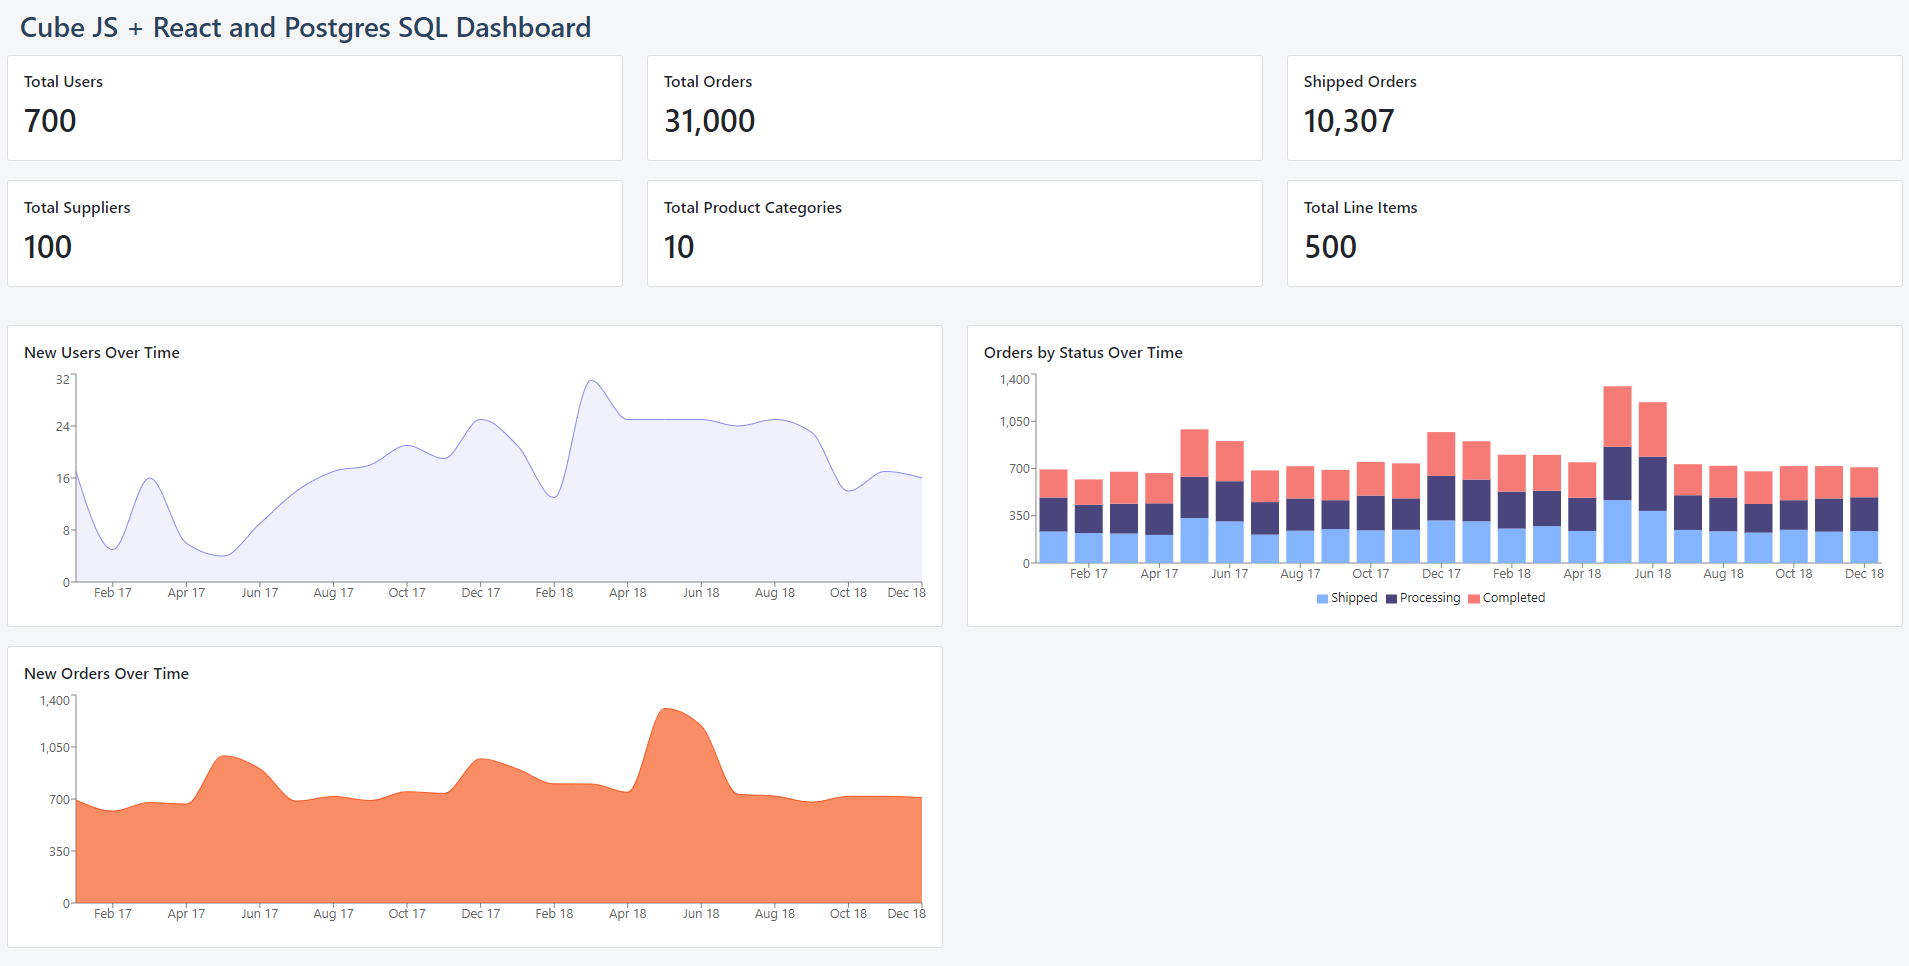 Cube JS + React and Postgres SQL Dashboard
Total Users
700
Total Orders
31,000
Shipped Orders
10,307
Total Suppliers
100
Total Product Categories
10
Total Line Items
500
New Users Over Time
32
24
16
8
0
Feb 17 Apr 17 Jun 17 Aug 17 Oct 17 Dec 17 Feb 18 Apr 18 Jun 18 Aug 18 Oct 18 Dec 18
Orders by Status Over Time
1,400
1,050
700
350
0
Feb 17 Apr 17 Jun 17 Aug 17 Oct 17 Dec 17 Feb 18 Apr 18 Jun 18 Aug 18 Oct 18 Dec 18
Shipped Processing Completed
New Orders Over Time
1,400
1,050
700
350
0
Feb 17 Apr 17 Jun 17 Aug 17 Oct 17 Dec 17 Feb 18 Apr 18 Jun 18 Aug 18 Oct 18 Dec 18